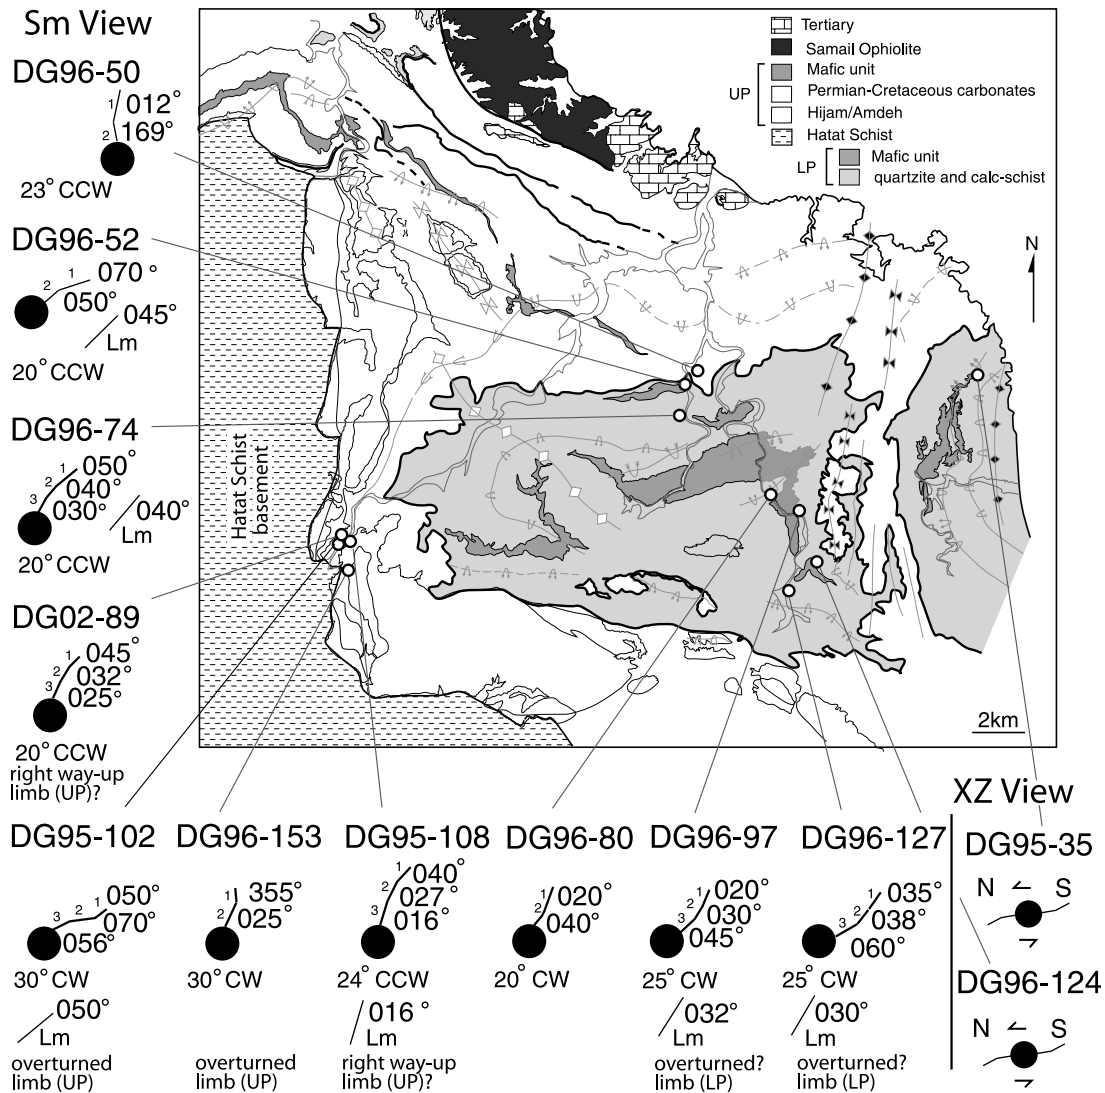 Sm View
DG96-50
1 012°
2 169°
23° CCW
DG96-52
2 1 070 °
050°
045°
Lm
20° CCW
DG96-74
1 050°
2 040°
3 030°
040°
Lm
20° CCW
DG02-89
1 045°
2 032°
3 025°
20° CCW
right way-up
limb (UP)?
Tertiary
Samail Ophiolite
UP
Mafic unit
Permian-Cretaceous carbonates
Hijam/Amdeh
Hatat Schist
LP
Mafic unit
quartzite and calc-schist
N
Hatat Schist
basement
2km
DG95-102
3 2 1 050°
070°
056°
30° CW
050°
Lm
overturned
limb (UP)
DG96-153
1 355°
2 025°
30° CW
overturned
limb (UP)
DG95-108
1 040°
2 027°
3 016°
24° CCW
016 °
Lm
right way-up
limb (UP)?
DG96-80
1 020°
2 040°
20° CW
DG96-97
1 020°
2 030°
3 045°
25° CW
032°
Lm
overturned?
limb (LP)
DG96-127
1 035°
2 038°
3 060°
25° CW
030°
Lm
overturned?
limb (LP)
XZ View
DG95-35
N S
DG96-124
N S